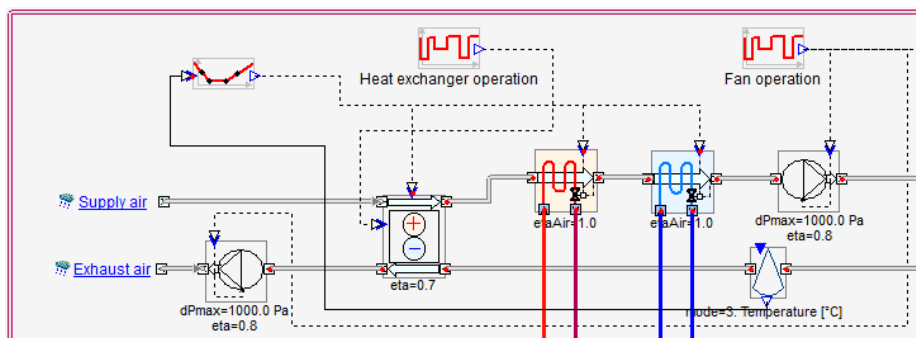 Heat exchanger operation
Fan operation
Supply air
etaAir=1.0
etaAir=1.0
dPmax=1000.0 Pa
eta=0.8
Exhaust air
eta=0.7
dPmax=1000.0 Pa
eta=0.8
mode=3: Temperature [°C]